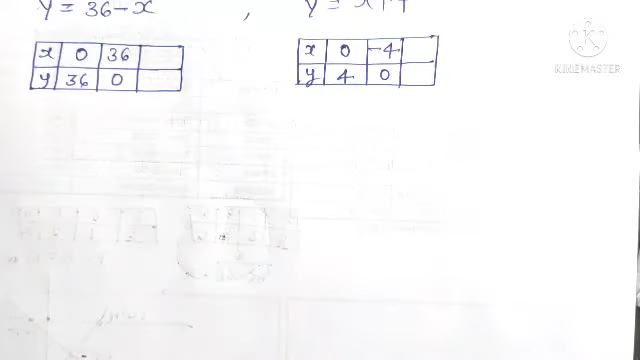 y = 36 - x , y = x + 4
x 0 36 x 0 -4
y 36 0 y 4 0
KINEMASTER